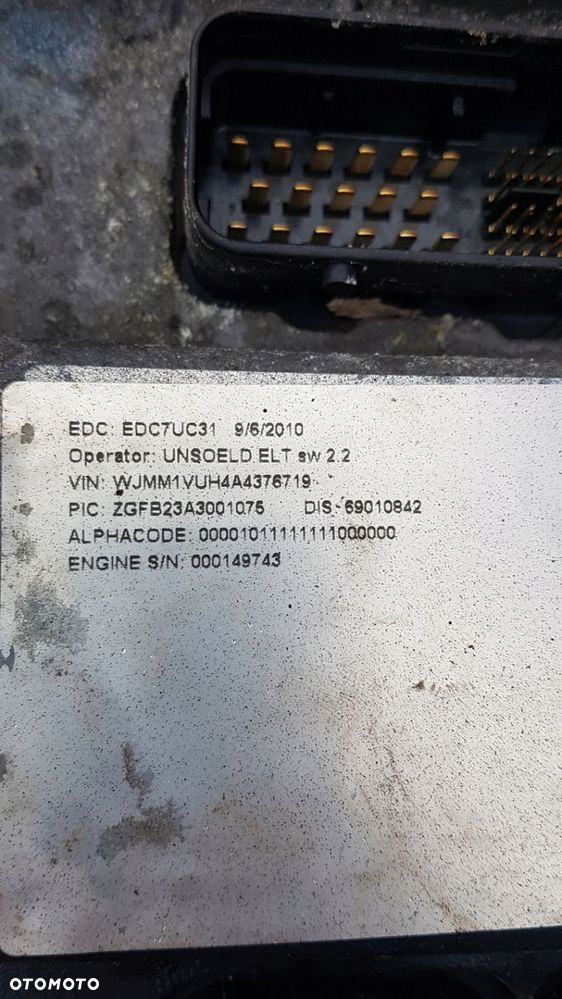 EDC: EDC7UC31 9/6/2010
Operator: UNSOELD ELT sw 2.2
VIN: WJMM1VUH4A4376719
PIC: ZGFB23A3001075 DIS: 69010842
ALPHACODE: 00001011111111000000
ENGINE S/N: 000149743
OTOMOTO